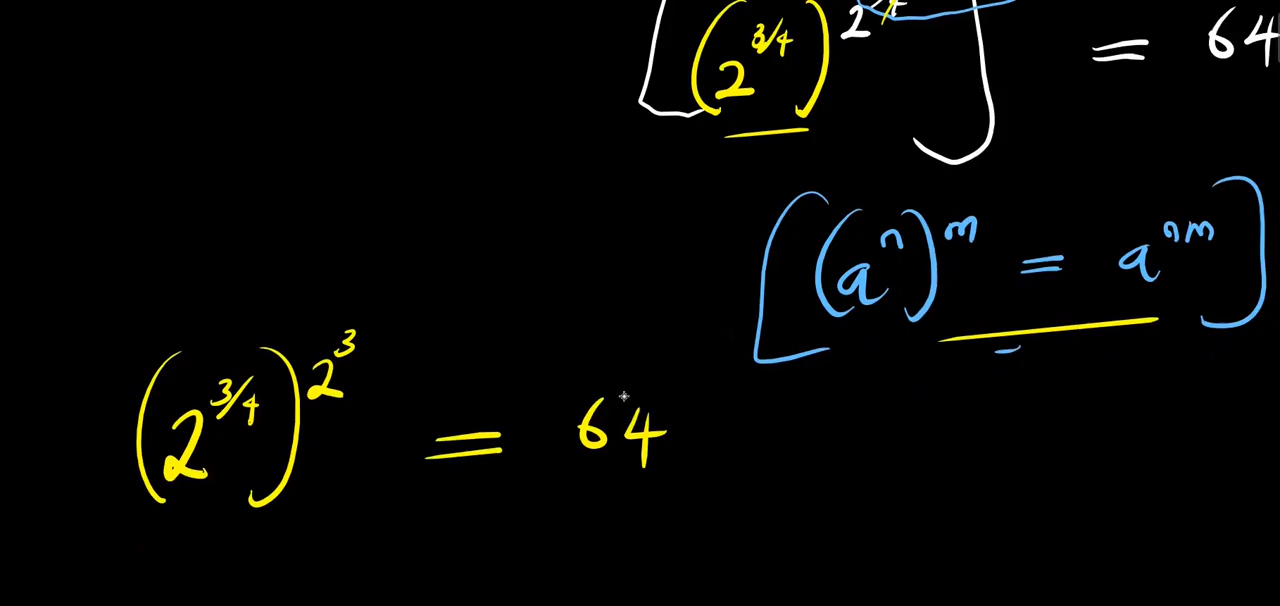 [(2^{3/4})^{2 = 64
[(a^n)^m = a^{nm}]
(2^{3/4})^{2^3} = 64